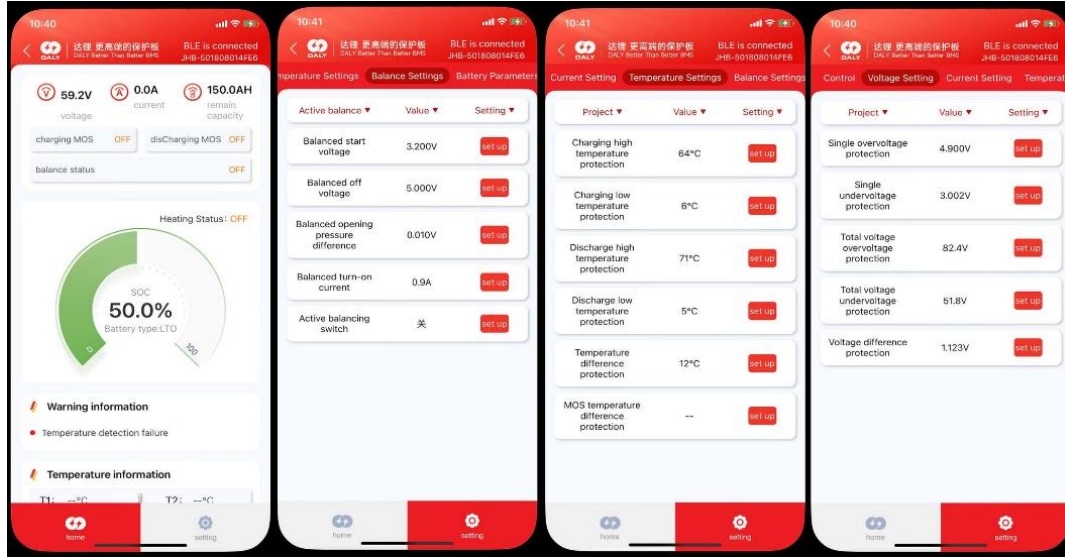 10:40
DALY
达锂 更高端的保护板
DALY Better Than Better BMS
BLE is connected
JHB-501808014FE6
59.2V
voltage
0.0A
current
150.0AH
remain
capacity
charging MOS OFF
disCharging MOS OFF
balance status OFF
Heating Status: OFF
SOC
50.0%
Battery type:LTO
0
100
Warning information
Temperature detection failure
Temperature information
T1: --°C
T2: --°C
home
setting
10:41
DALY
达锂 更高端的保护板
DALY Better Than Better BMS
BLE is connected
JHB-501808014FE6
mperature Settings Balance Settings Battery Parameters
Active balance ▼ Value ▼ Setting ▼
Balanced start
voltage
3.200V
set up
Balanced off
voltage
5.000V
set up
Balanced opening
pressure
difference
0.010V
set up
Balanced turn-on
current
0.9A
set up
Active balancing
switch
关
set up
home
setting
10:41
DALY
达锂 更高端的保护板
DALY Better Than Better BMS
BLE is connected
JHB-501808014FE6
Current Setting Temperature Settings Balance Settings
Project ▼ Value ▼ Setting ▼
Charging high
temperature
protection
64°C
set up
Charging low
temperature
protection
6°C
set up
Discharge high
temperature
protection
71°C
set up
Discharge low
temperature
protection
5°C
set up
Temperature
difference
protection
12°C
set up
MOS temperature
difference
protection
--
set up
home
setting
10:40
DALY
达锂 更高端的保护板
DALY Better Than Better BMS
BLE is connected
JHB-501808014FE6
Control Voltage Setting Current Setting Temperat
Project ▼ Value ▼ Setting ▼
Single overvoltage
protection
4.900V
set up
Single
undervoltage
protection
3.002V
set up
Total voltage
overvoltage
protection
82.4V
set up
Total voltage
undervoltage
protection
51.8V
set up
Voltage difference
protection
1.123V
set up
home
setting